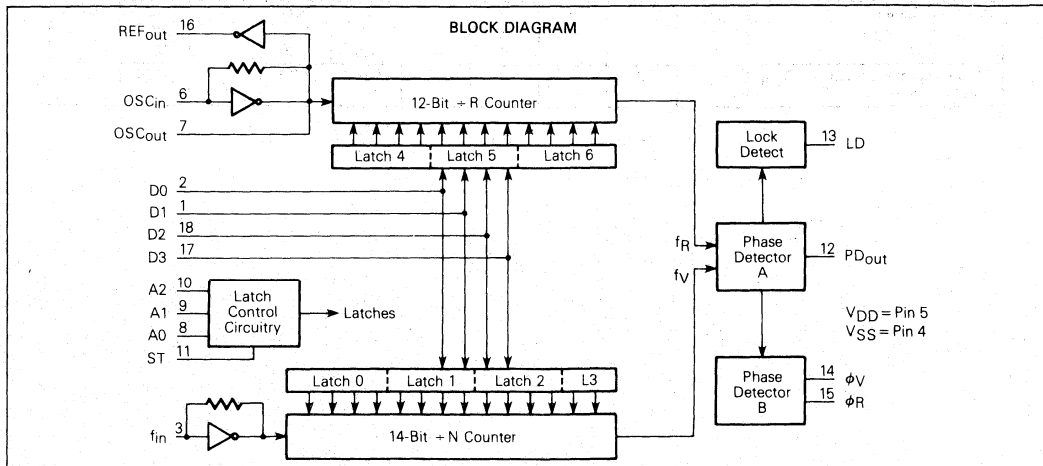 BLOCK DIAGRAM
REFout 16
OSCin 6
OSCout 7
12-Bit ÷ R Counter
Latch 4 Latch 5 Latch 6
D0 2
D1 1
D2 18
D3 17
A2 10
A1 9
A0 8
ST 11
Latch Control Circuitry
Latches
Latch 0 Latch 1 Latch 2 L3
fin 3
14-Bit ÷ N Counter
fR
fV
Lock Detect
13 LD
Phase Detector A
12 PDout
VDD = Pin 5
VSS = Pin 4
Phase Detector B
14 ϕV
15 ϕR